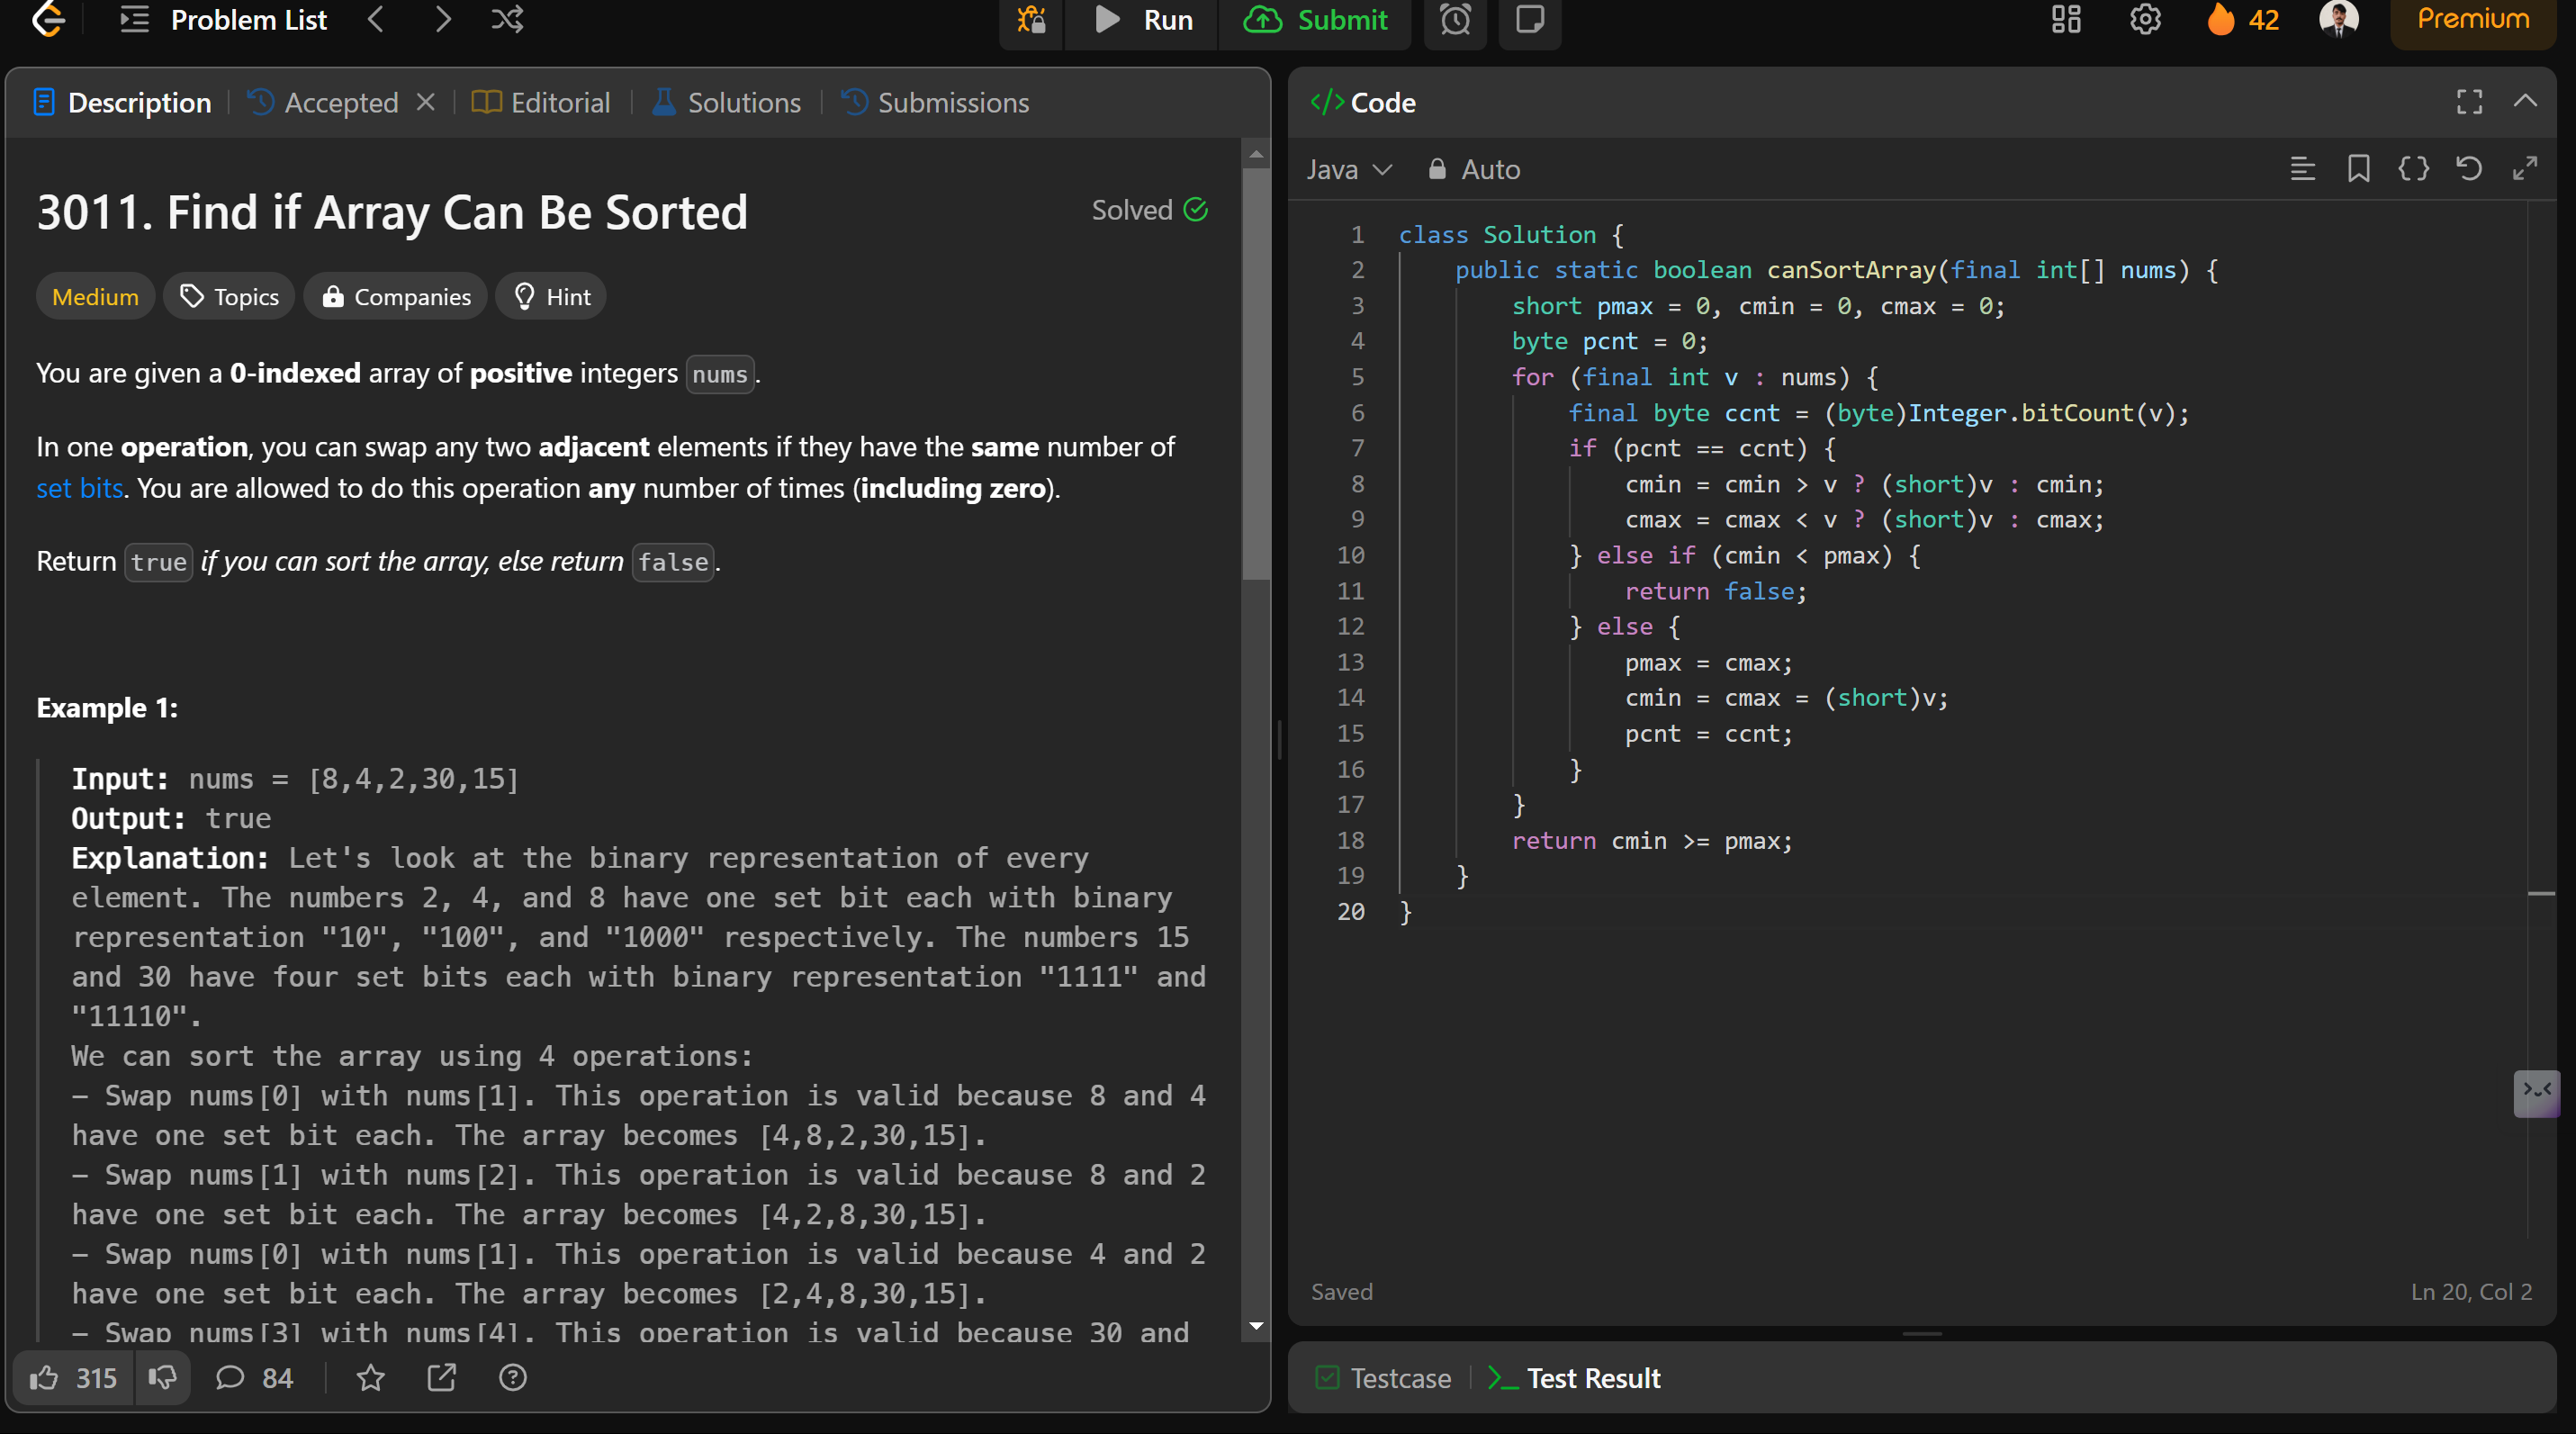 Problem List
Run
Submit
42
Premium
Description
Accepted
Editorial
Solutions
Submissions
3011. Find if Array Can Be Sorted
Solved
Medium
Topics
Companies
Hint
You are given a 0-indexed array of positive integers nums.
In one operation, you can swap any two adjacent elements if they have the same number of
set bits. You are allowed to do this operation any number of times (including zero).
Return true if you can sort the array, else return false.
Example 1:
Input: nums = [8,4,2,30,15]
Output: true
Explanation: Let's look at the binary representation of every
element. The numbers 2, 4, and 8 have one set bit each with binary
representation "10", "100", and "1000" respectively. The numbers 15
and 30 have four set bits each with binary representation "1111" and
"11110".
We can sort the array using 4 operations:
- Swap nums[0] with nums[1]. This operation is valid because 8 and 4
have one set bit each. The array becomes [4,8,2,30,15].
- Swap nums[1] with nums[2]. This operation is valid because 8 and 2
have one set bit each. The array becomes [4,2,8,30,15].
- Swap nums[0] with nums[1]. This operation is valid because 4 and 2
have one set bit each. The array becomes [2,4,8,30,15].
- Swap nums[3] with nums[4]. This operation is valid because 30 and
315
84
</> Code
Java
Auto
1 class Solution {
2 public static boolean canSortArray(final int[] nums) {
3 short pmax = 0, cmin = 0, cmax = 0;
4 byte pcnt = 0;
5 for (final int v : nums) {
6 final byte ccnt = (byte)Integer.bitCount(v);
7 if (pcnt == ccnt) {
8 cmin = cmin > v ? (short)v : cmin;
9 cmax = cmax < v ? (short)v : cmax;
10 } else if (cmin < pmax) {
11 return false;
12 } else {
13 pmax = cmax;
14 cmin = cmax = (short)v;
15 pcnt = ccnt;
16 }
17 }
18 return cmin >= pmax;
19 }
20 }
Saved
Ln 20, Col 2
Testcase
Test Result